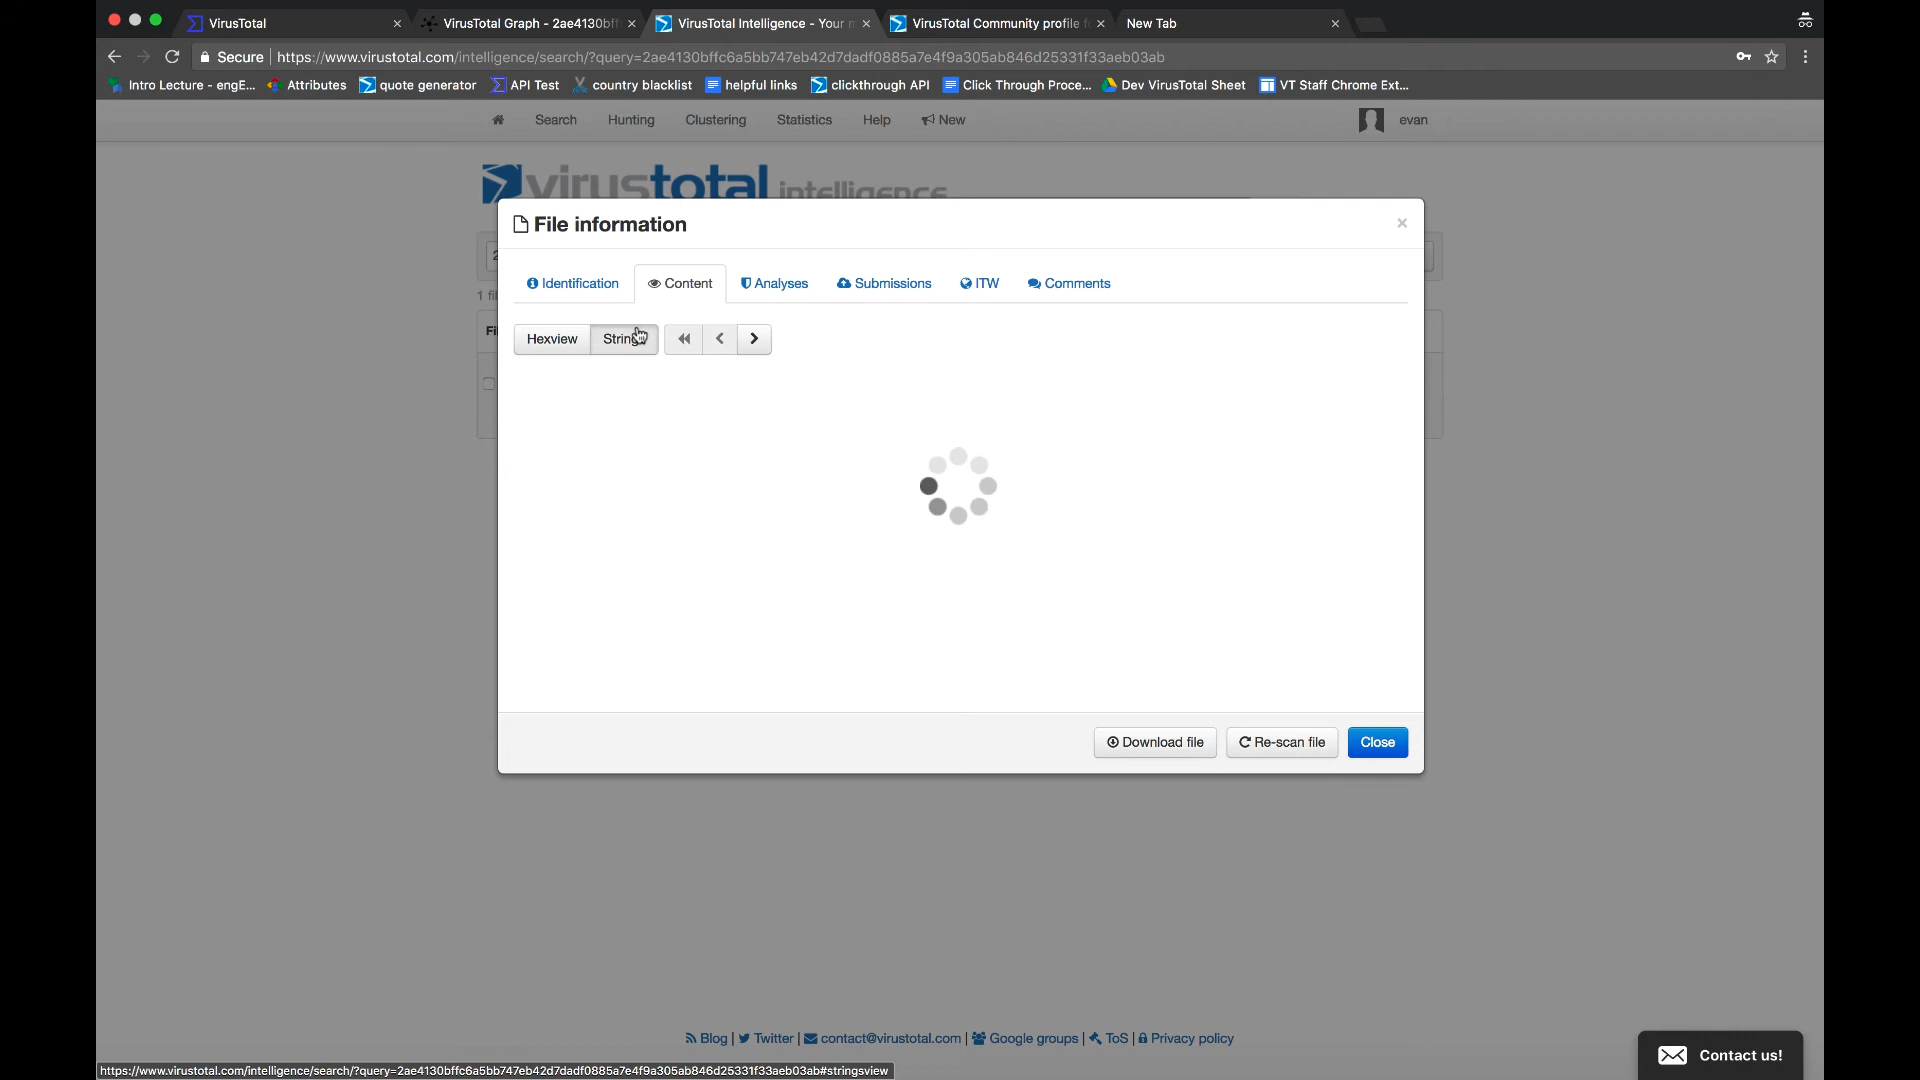 VirusTotal
VirusTotal Graph - 2ae4130bff
VirusTotal Intelligence - Your
VirusTotal Community profile
New Tab
Secure
https://www.virustotal.com/intelligence/search/?query=2ae4130bffc6a5bb747eb42d7dadf0885a7e4f9a305ab846d25331f33aeb03ab
Intro Lecture - engE...
Attributes
quote generator
API Test
country blacklist
helpful links
clickthrough API
Click Through Proce...
Dev VirusTotal Sheet
VT Staff Chrome Ext...
Search
Hunting
Clustering
Statistics
Help
New
evan
virustotal intelligence
File information
Identification
Content
Analyses
Submissions
ITW
Comments
Hexview
Download file
Re-scan file
Close
Blog | Twitter | contact@virustotal.com | Google groups | ToS | Privacy policy
Contact us!
https://www.virustotal.com/intelligence/search/?query=2ae4130bffc6a5bb747eb42d7dadf0885a7e4f9a305ab846d25331f33aeb03ab#stringsview